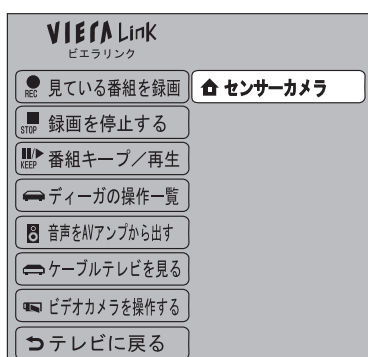 VIERA Link
ビエラリンク
REC 見ている番組を録画
センサーカメラ
STOP 録画を停止する
KEEP 番組キープ／再生
ディーガの操作一覧
音声をAVアンプから出す
ケーブルテレビを見る
ビデオカメラを操作する
テレビに戻る